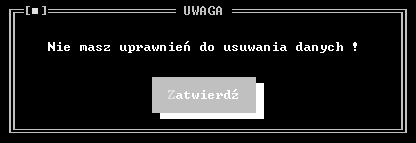 [■] UWAGA
Nie masz uprawnień do usuwania danych !
Zatwierdź